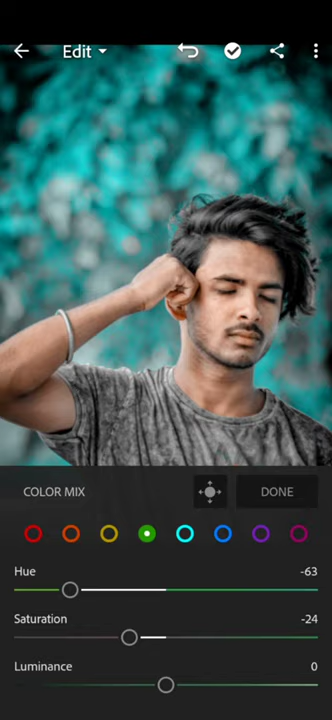 Edit
COLOR MIX DONE
Hue -63
Saturation -24
Luminance 0